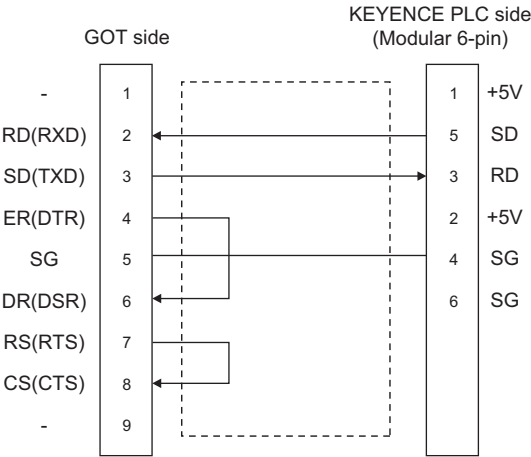 KEYENCE PLC side
GOT side (Modular 6-pin)
- 1 1 +5V
RD(RXD) 2 5 SD
SD(TXD) 3 3 RD
ER(DTR) 4 2 +5V
SG 5 4 SG
DR(DSR) 6 6 SG
RS(RTS) 7
CS(CTS) 8
- 9